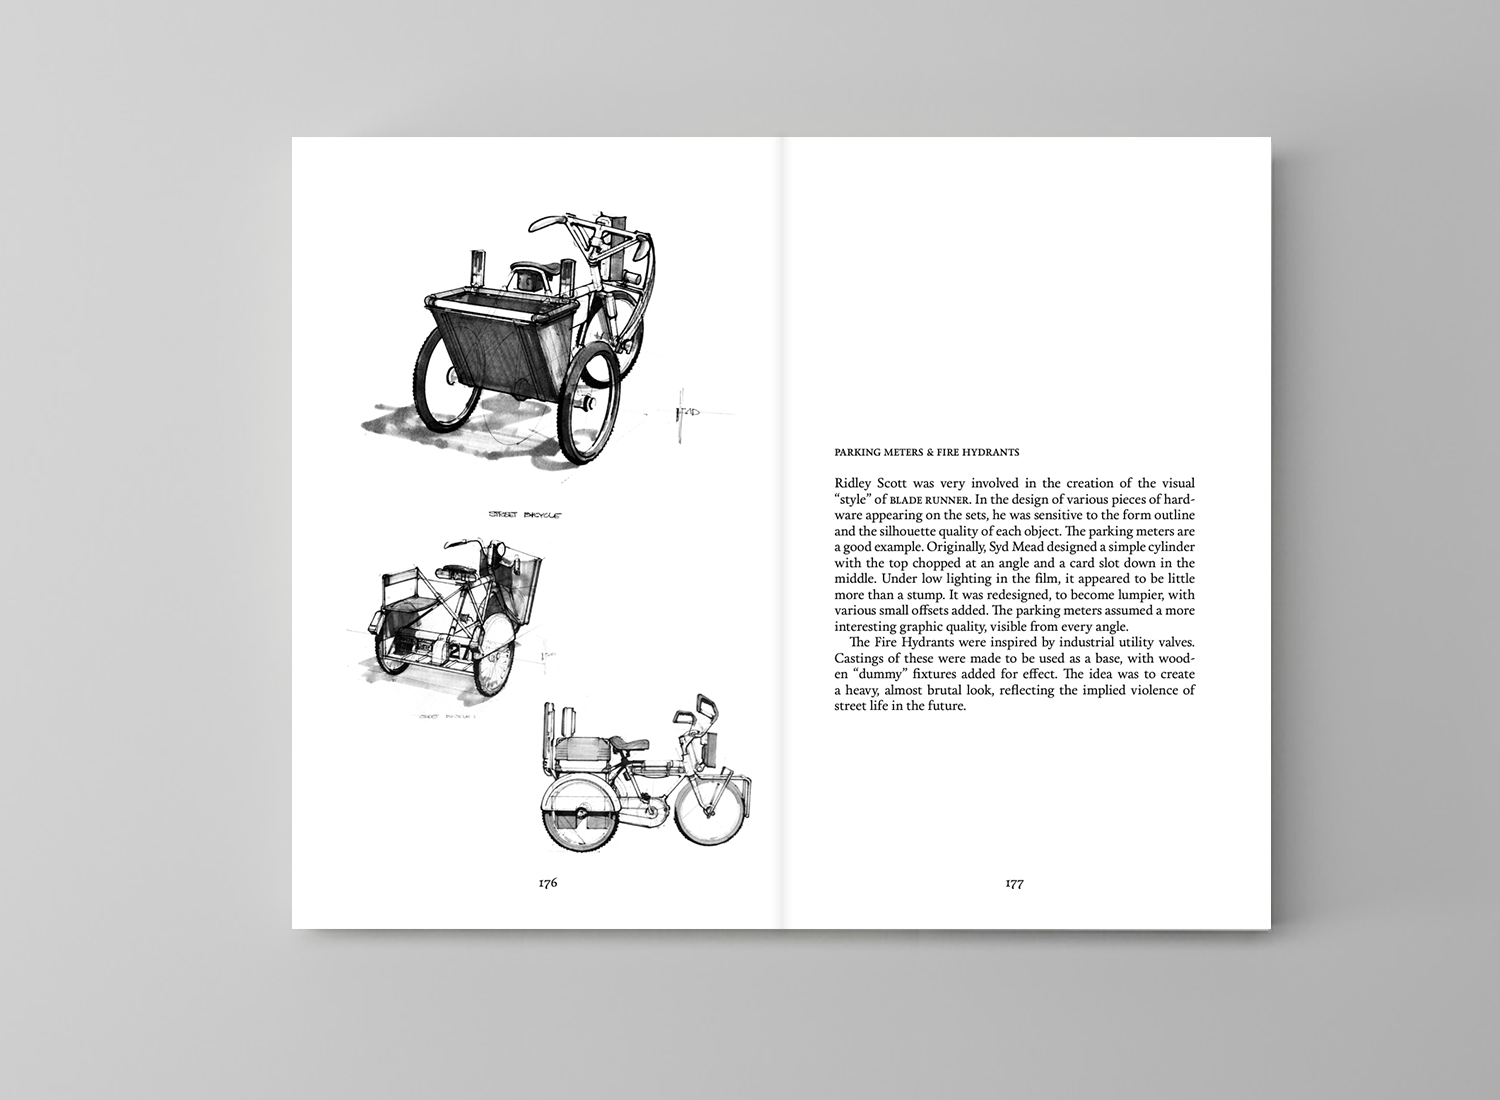 STREET BICYCLE
27
176
PARKING METERS & FIRE HYDRANTS
Ridley Scott was very involved in the creation of the visual
“style” of BLADE RUNNER. In the design of various pieces of hard-
ware appearing on the sets, he was sensitive to the form outline
and the silhouette quality of each object. The parking meters are
a good example. Originally, Syd Mead designed a simple cylinder
with the top chopped at an angle and a card slot down in the
middle. Under low lighting in the film, it appeared to be little
more than a stump. It was redesigned, to become lumpier, with
various small offsets added. The parking meters assumed a more
interesting graphic quality, visible from every angle.
The Fire Hydrants were inspired by industrial utility valves.
Castings of these were made to be used as a base, with wood-
en “dummy” fixtures added for effect. The idea was to create
a heavy, almost brutal look, reflecting the implied violence of
street life in the future.
177